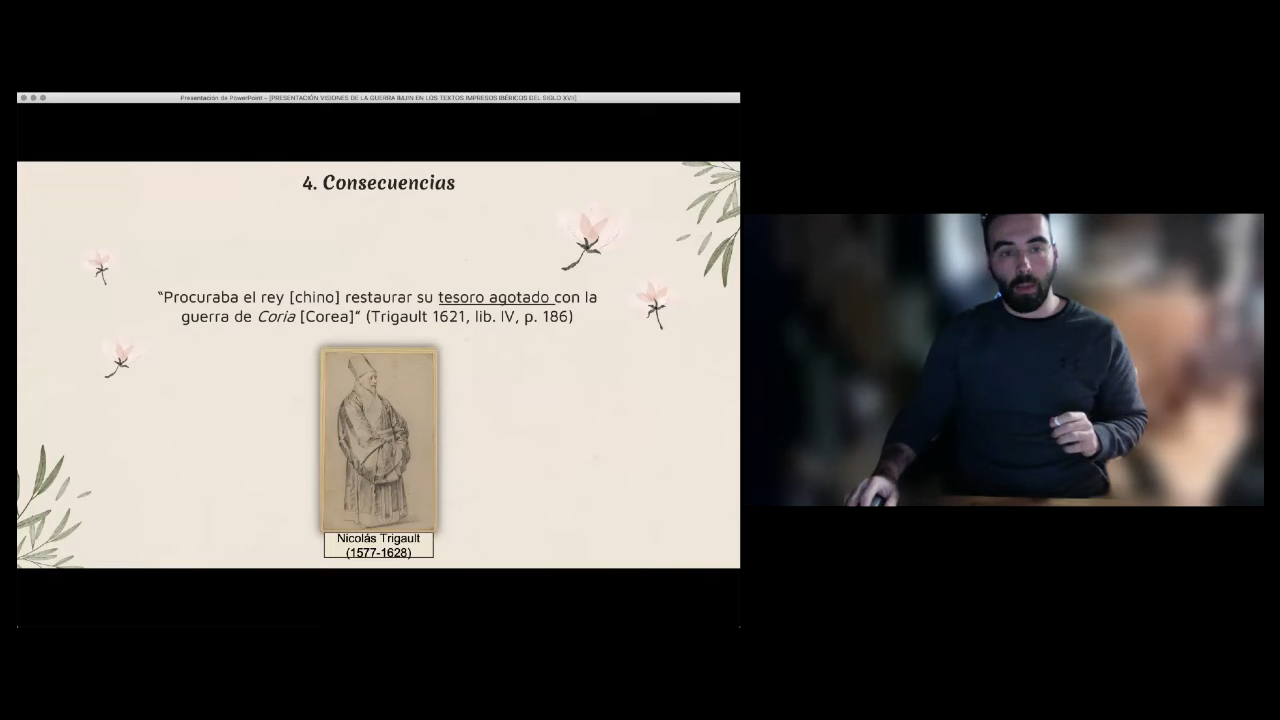 Presentación de PowerPoint - [PRESENTACIÓN VISIONES DE LA GUERRA IMJIN EN LOS TEXTOS IMPRESOS IBÉRICOS DEL SIGLO XVII]
4. Consecuencias
“Procuraba el rey [chino] restaurar su tesoro agotado con la
guerra de Coria [Corea]” (Trigault 1621, lib. IV, p. 186)
Nicolás Trigault
(1577-1628)